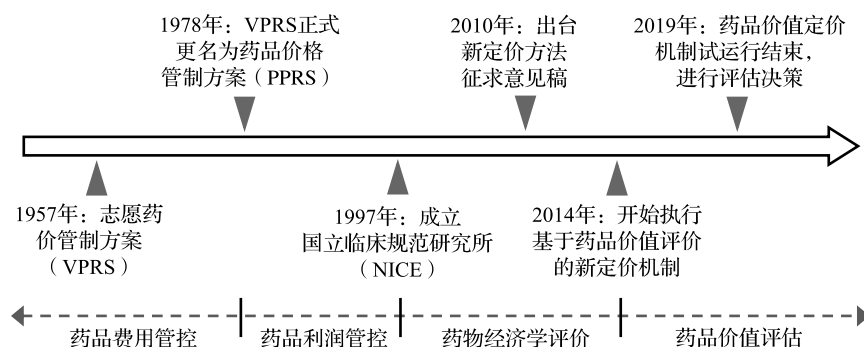 1978年：VPRS正式
更名为药品价格
管制方案（PPRS）
2010年：出台
新定价方法
征求意见稿
2019年：药品价值定价
机制试运行结束，
进行评估决策
1957年：志愿药
价管制方案
（VPRS）
1997年：成立
国立临床规范研究所
（NICE）
2014年：开始执行
基于药品价值评价
的新定价机制
药品费用管控
药品利润管控
药物经济学评价
药品价值评估